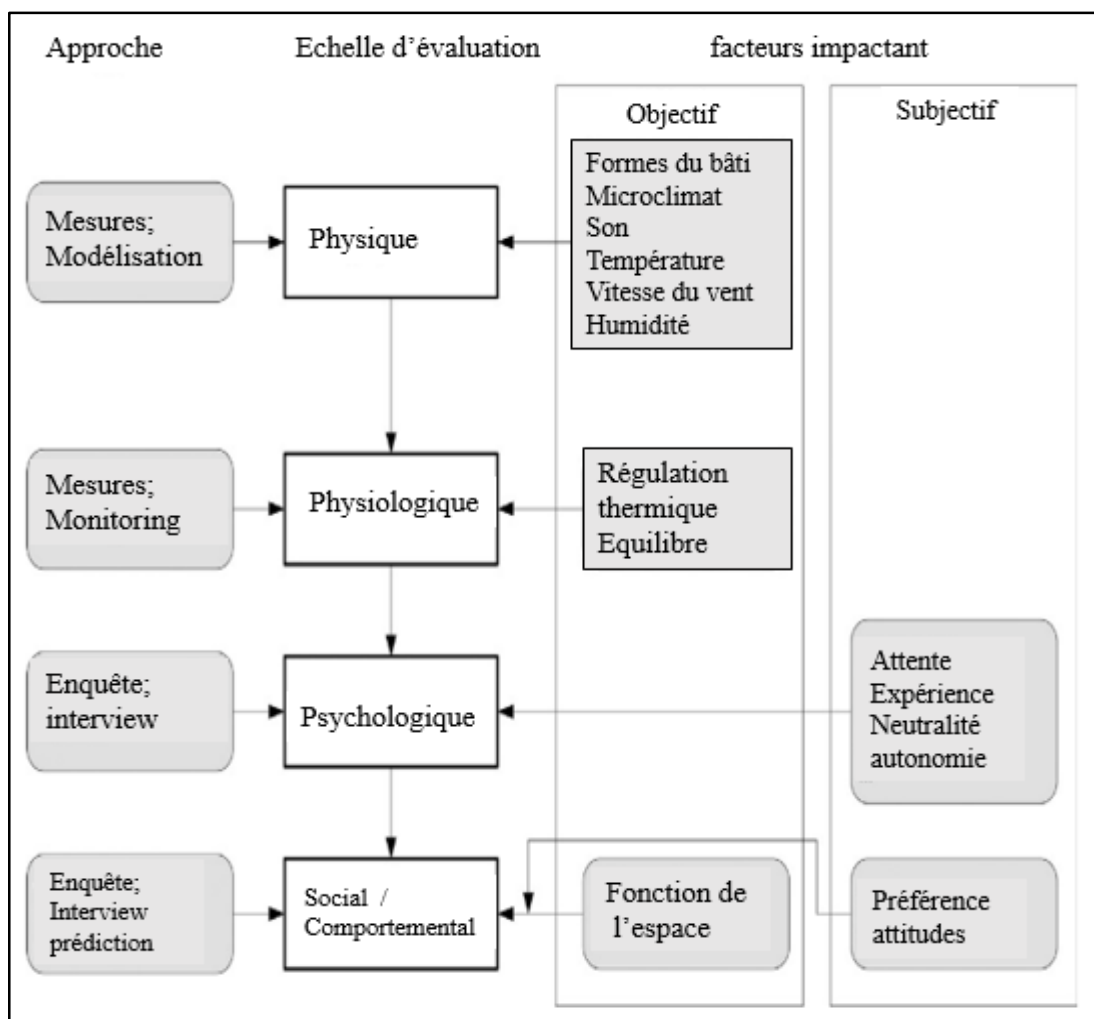 Approche
Echelle d’évaluation
facteurs impactant
Objectif
Subjectif
Mesures;
Modélisation
Physique
Formes du bâti
Microclimat
Son
Température
Vitesse du vent
Humidité
Mesures;
Monitoring
Physiologique
Régulation
thermique
Equilibre
Enquête;
interview
Psychologique
Attente
Expérience
Neutralité
autonomie
Enquête;
Interview
prédiction
Social /
Comportemental
Fonction de
l’espace
Préférence
attitudes